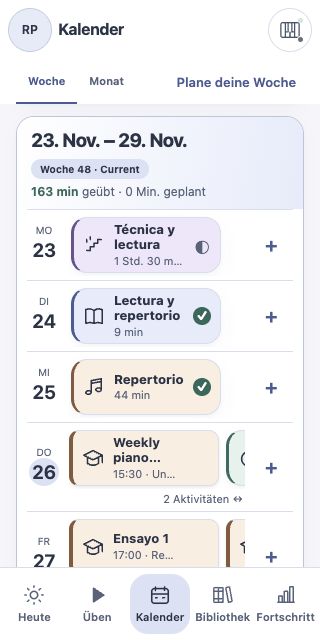 RP
Kalender
Woche
Monat
Plane deine Woche
23. Nov. – 29. Nov.
Woche 48 · Current
163 min geübt · 0 Min. geplant
MO
23
Técnica y
lectura
1 Std. 30 m...
+
DI
24
Lectura y
repertorio
9 min
+
MI
25
Repertorio
44 min
+
DO
26
Weekly
piano...
15:30 · Un...
+
2 Aktivitäten ↔
FR
27
Ensayo 1
17:00 · Re...
+
Heute
Üben
Kalender
Bibliothek
Fortschritt